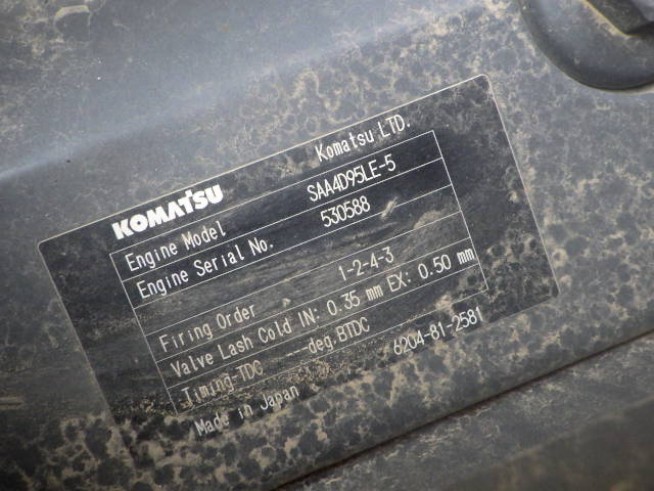 KOMATSU Komatsu LTD.
Engine Model SAA4D95LE-5
Engine Serial No. 530588
Firing Order 1-2-4-3
Valve Lash Cold IN: 0.35 mm EX: 0.50 mm
Timing-TDC deg.BTDC
Made in Japan 6204-81-2581